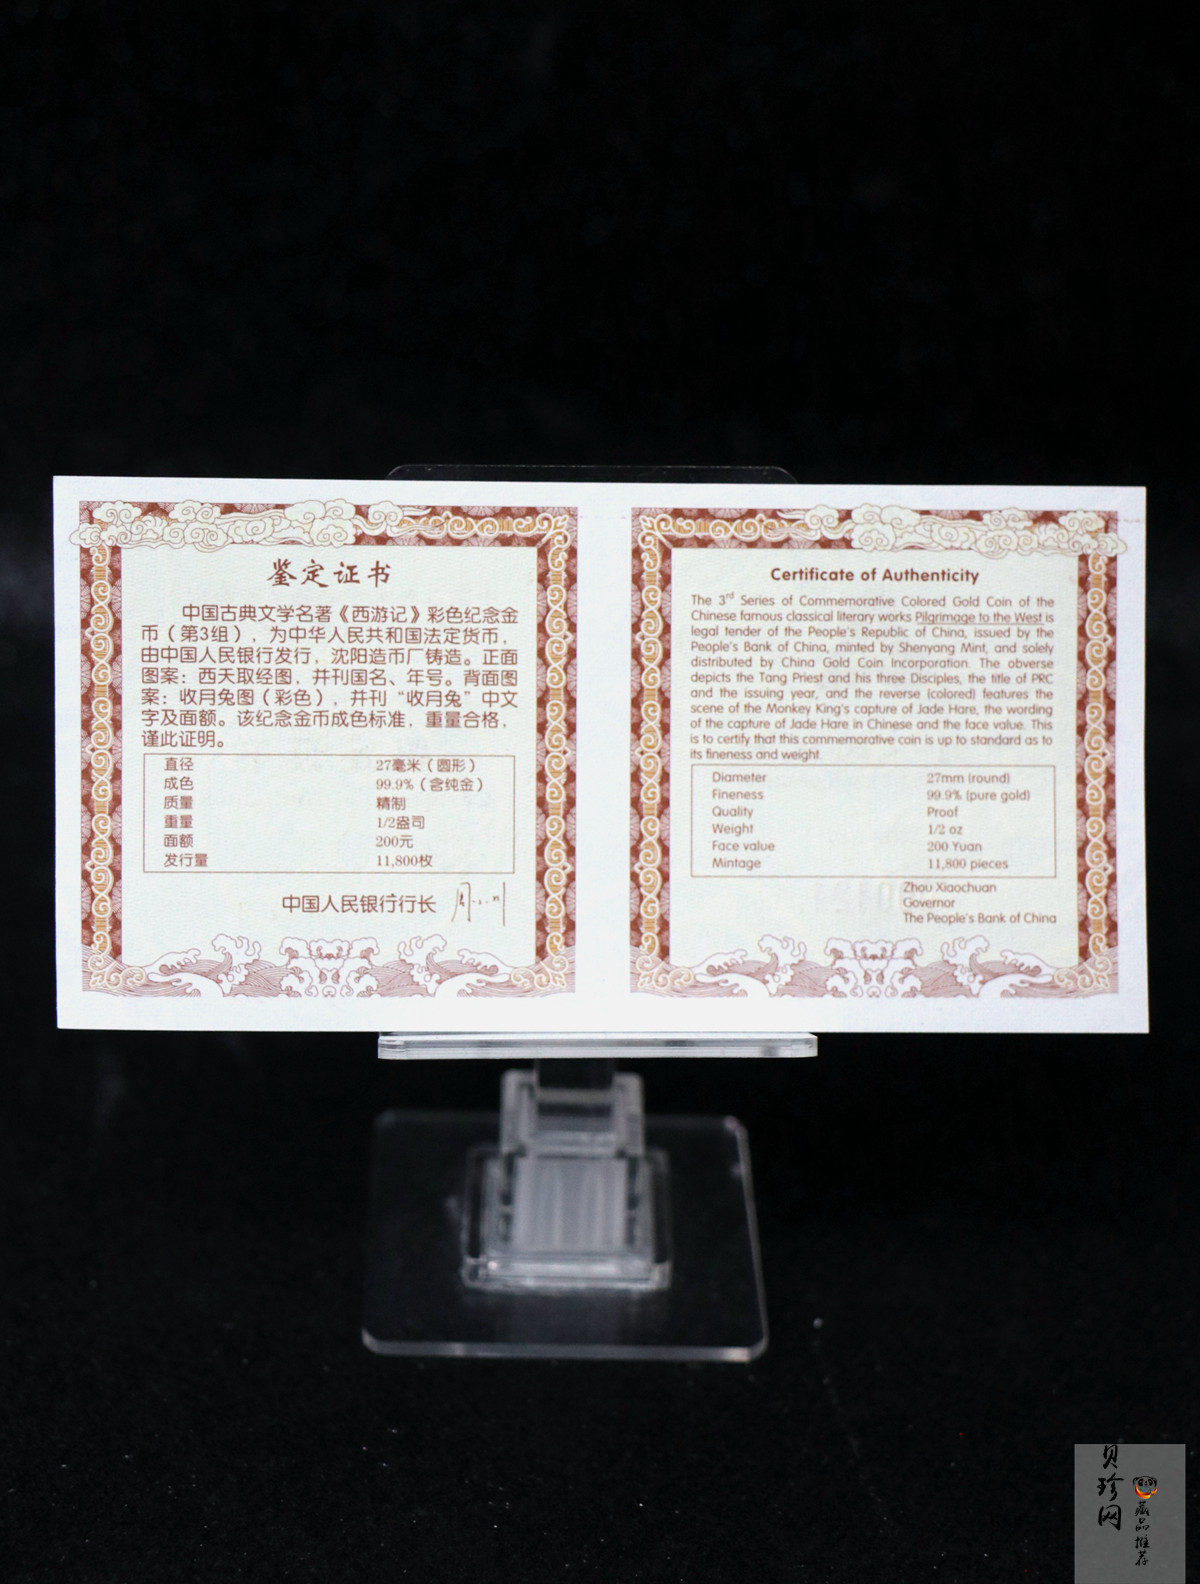 鉴定证书
中国古典文学名著《西游记》彩色纪念金
币（第3组），为中华人民共和国法定货币，
由中国人民银行发行，沈阳造币厂铸造。正面
图案：西天取经图，并刊国名、年号。背面图
案：收月兔图（彩色），并刊“收月兔”中文
字及面额。该纪念金币成色标准，重量合格，
谨此证明。
直径 27毫米（圆形）
成色 99.9%（含纯金）
质量 精制
重量 1/2盎司
面额 200元
发行量 11,800枚
中国人民银行行长 周小川
Certificate of Authenticity
The 3rd Series of Commemorative Colored Gold Coin of the
Chinese famous classical literary works Pilgrimage to the West is
legal tender of the People's Republic of China, issued by the
People's Bank of China, minted by Shenyang Mint, and solely
distributed by China Gold Coin Incorporation. The obverse
depicts the Tang Priest and his three Disciples, the title of PRC
and the issuing year, and the reverse (colored) features the
scene of the Monkey King's capture of Jade Hare, the wording
of the capture of Jade Hare in Chinese and the face value. This
is to certify that this commemorative coin is up to standard as to
its fineness and weight.
Diameter 27mm (round)
Fineness 99.9% (pure gold)
Quality Proof
Weight 1/2 oz
Face value 200 Yuan
Mintage 11,800 pieces
Zhou Xiaochuan
Governor
The People's Bank of China
贝珍网
藏品推荐